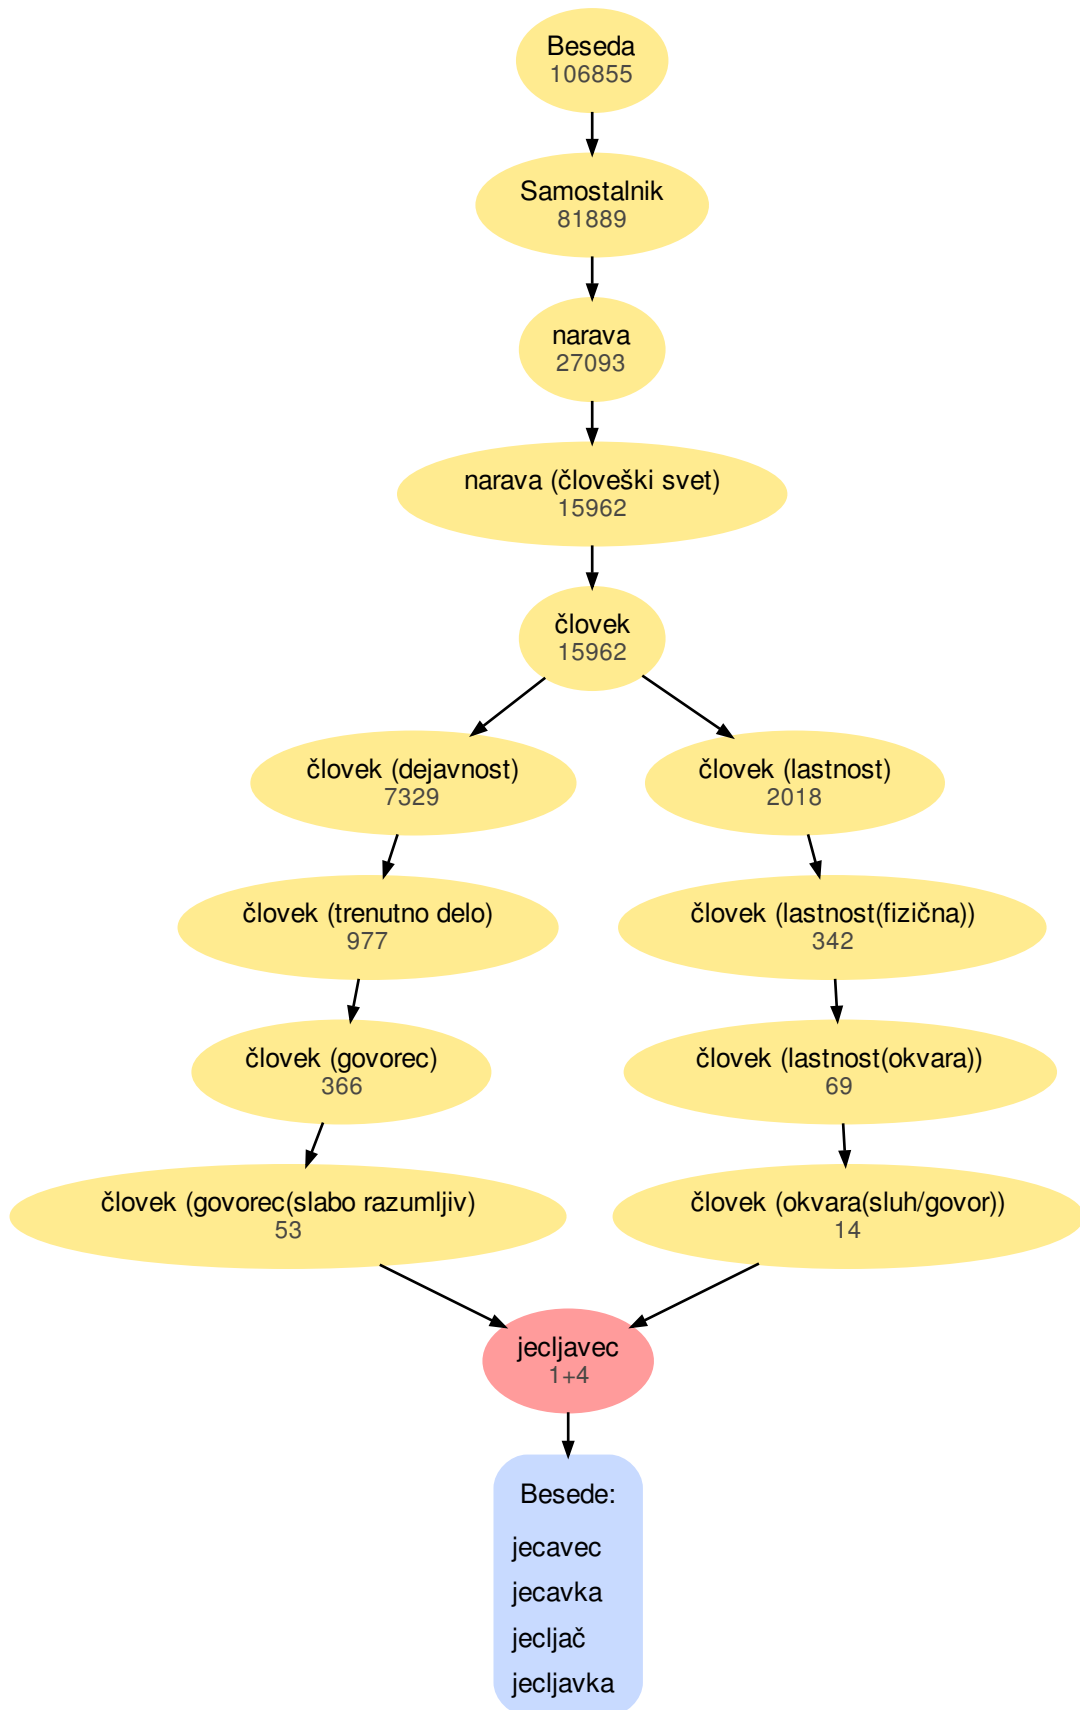 Beseda
106855
Samostalnik
81889
narava
27093
narava (človeški svet)
15962
človek
15962
človek (dejavnost)
7329
človek (lastnost)
2018
človek (trenutno delo)
977
človek (lastnost(fizična))
342
človek (govorec)
366
človek (lastnost(okvara))
69
človek (govorec(slabo razumljiv)
53
človek (okvara(sluh/govor))
14
jecljavec
1+4
Besede:
jecavec
jecavka
jecljač
jecljavka